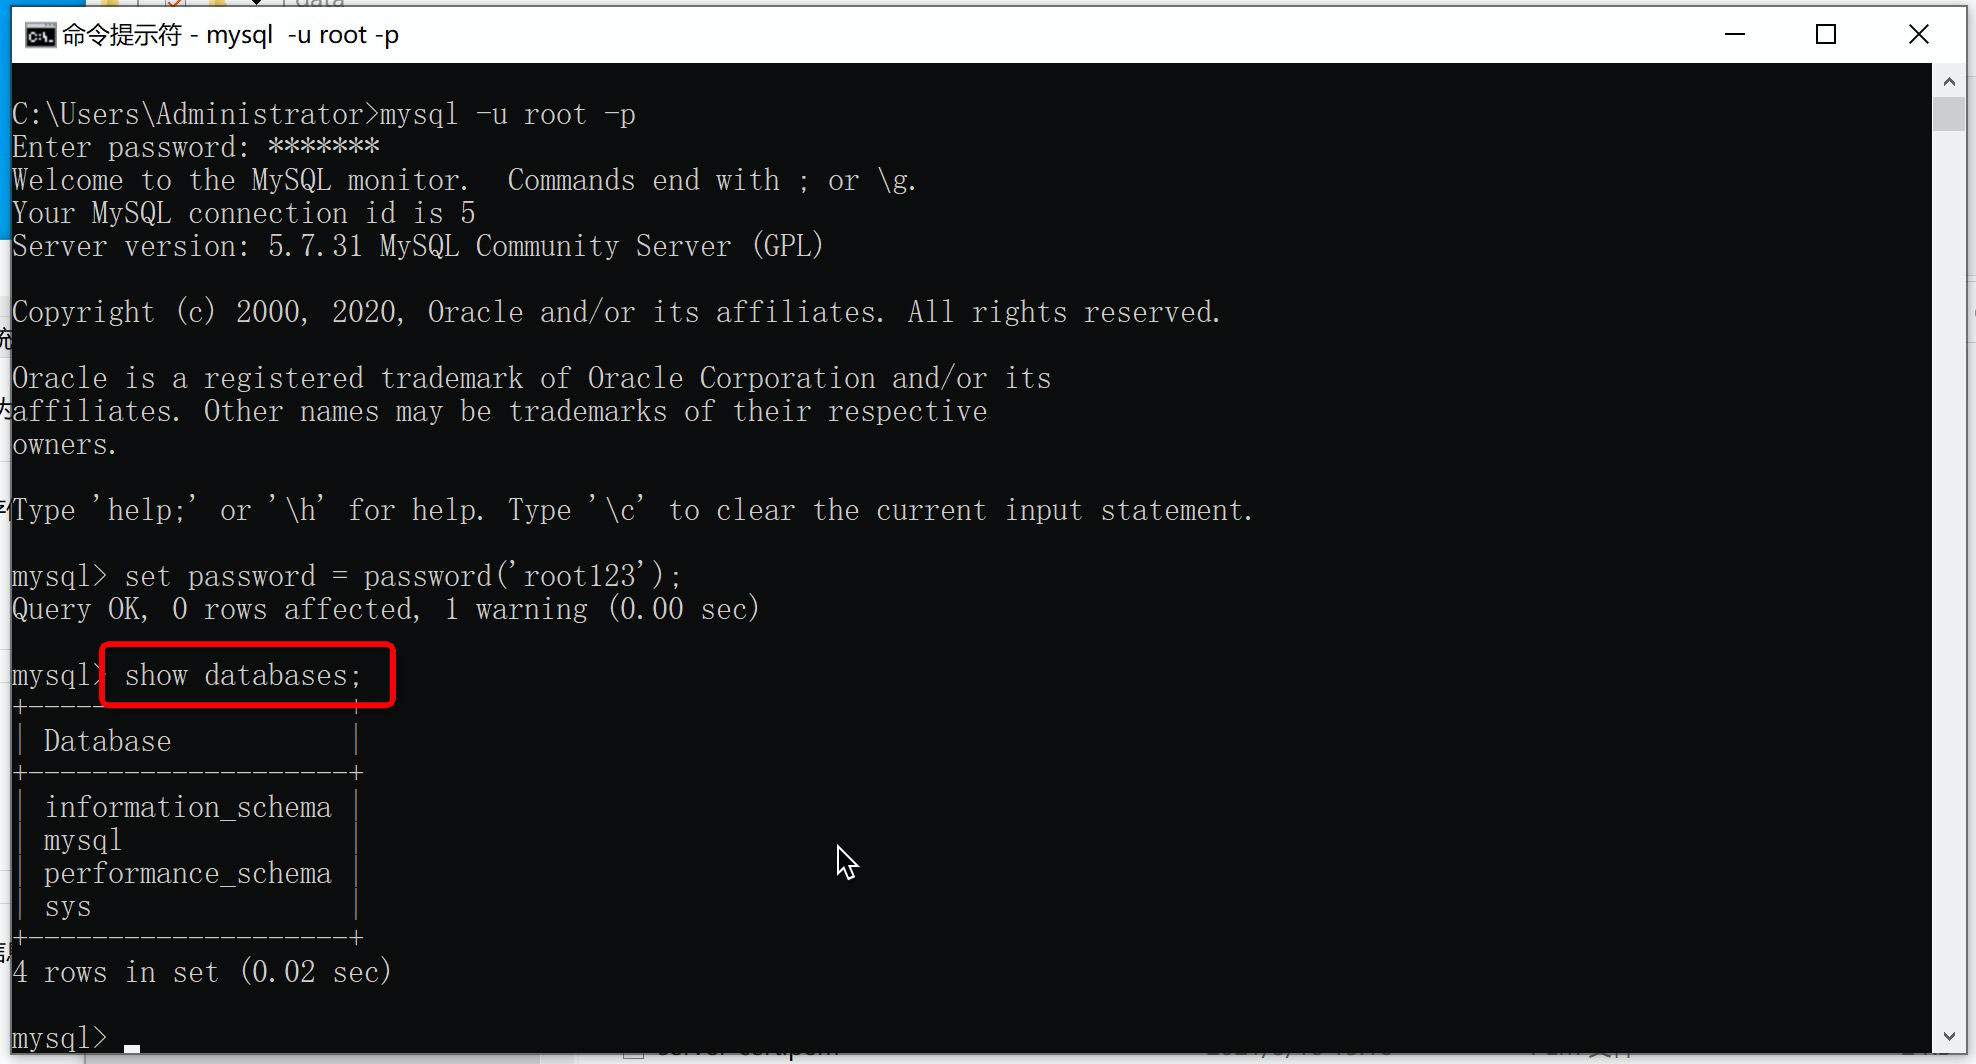 命令提示符 - mysql  -u root -p
C:\Users\Administrator>mysql -u root -p
Enter password: *******
Welcome to the MySQL monitor.  Commands end with ; or \g.
Your MySQL connection id is 5
Server version: 5.7.31 MySQL Community Server (GPL)
Copyright (c) 2000, 2020, Oracle and/or its affiliates. All rights reserved.
Oracle is a registered trademark of Oracle Corporation and/or its
affiliates. Other names may be trademarks of their respective
owners.
Type 'help;' or '\h' for help. Type '\c' to clear the current input statement.
mysql> set password = password('root123');
Query OK, 0 rows affected, 1 warning (0.00 sec)
mysql> show databases;
+--------------------+
| Database           |
+--------------------+
| information_schema |
| mysql              |
| performance_schema |
| sys                |
+--------------------+
4 rows in set (0.02 sec)
mysql>